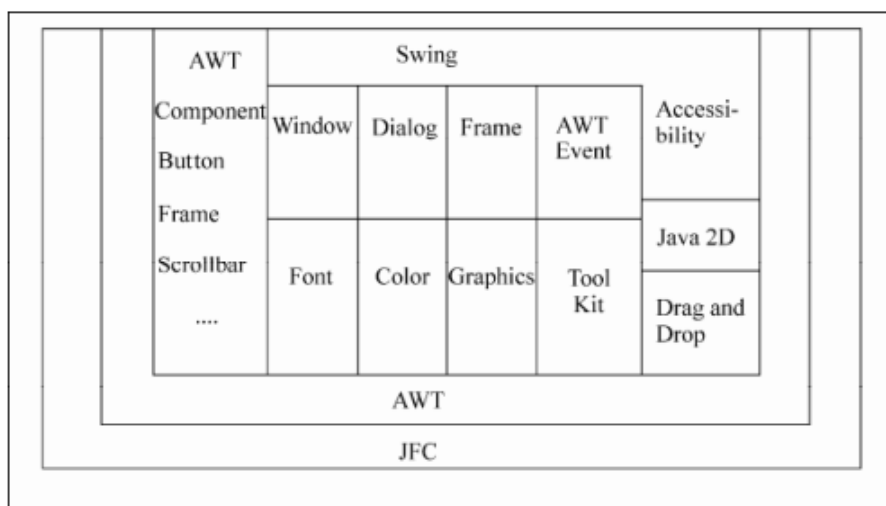 AWT
Component
Button
Frame
Scrollbar
....
Swing
Window
Dialog
Frame
AWT
Event
Accessi-
bility
Font
Color
Graphics
Tool
Kit
Java 2D
Drag and
Drop
AWT
JFC